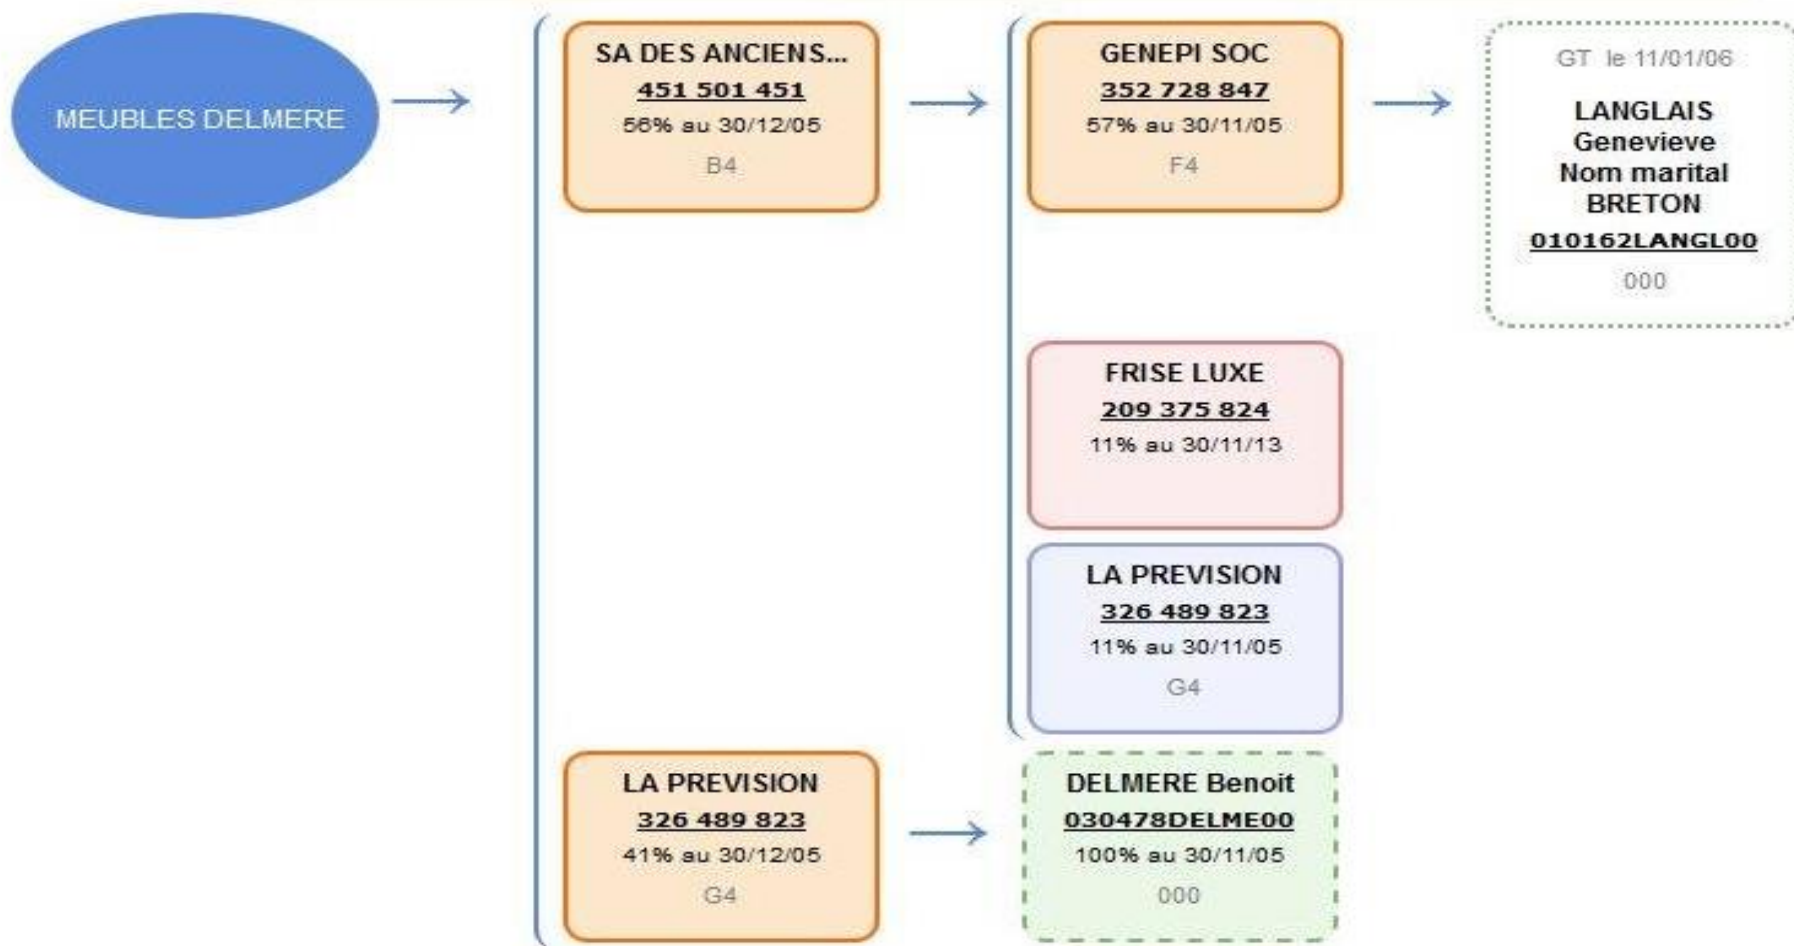 MEUBLES DELMERE
SA DES ANCIENS...
451 501 451
56% au 30/12/05
B4
GENEPI SOC
352 728 847
57% au 30/11/05
F4
GT le 11/01/06
LANGLAIS
Genevieve
Nom marital
BRETON
010162LANGL00
000
FRISE LUXE
209 375 824
11% au 30/11/13
LA PREVISION
326 489 823
11% au 30/11/05
G4
LA PREVISION
326 489 823
41% au 30/12/05
G4
DELMERE Benoit
030478DELME00
100% au 30/11/05
000